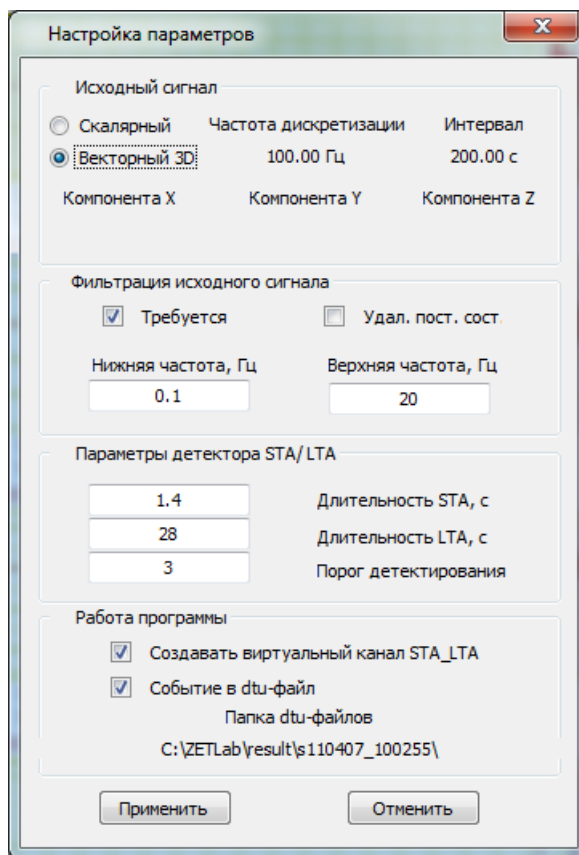 Настройка параметров
Исходный сигнал
Скалярный Частота дискретизации Интервал
Векторный 3D 100.00 Гц 200.00 с
Компонента X Компонента Y Компонента Z
Фильтрация исходного сигнала
Требуется Удал. пост. сост.
Нижняя частота, Гц Верхняя частота, Гц
0.1 20
Параметры детектора STA/LTA
1.4 Длительность STA, с
28 Длительность LTA, с
3 Порог детектирования
Работа программы
Создавать виртуальный канал STA_LTA
Событие в dtu-файл
Папка dtu-файлов
C:\ZETLab\result\s110407_100255\
Применить Отменить